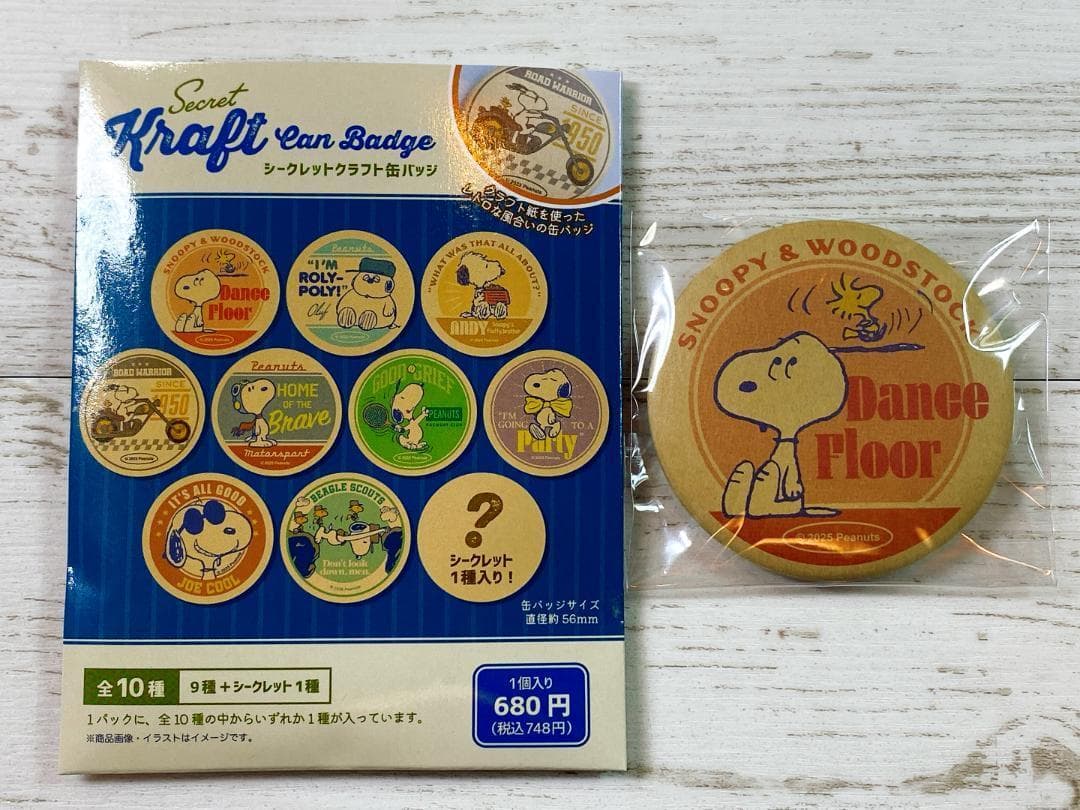 Secret
Kraft Can Badge
シークレットクラフト缶バッジ
ROAD WARRIOR
SINCE
1950
© 2025 Peanuts
クラフト紙を使った
レトロな風合いの缶バッジ
SNOOPY & WOODSTOCK
Dance
Floor
© 2025 Peanuts
Peanuts
"I'M
ROLY-
POLY!"
Olaf
"WHAT WAS THAT ALL ABOUT?"
ANDY Snoopy's fluffy brother
ROAD WARRIOR
SINCE
1950
Peanuts
HOME
OF THE
Brave
Motorsport
GOOD GRIEF
PEANUTS
"I'M
GOING TO A
Party"
IT'S ALL GOOD
JOE COOL
BEAGLE SCOUTS
Don't look
down, men.
?
シークレット
1種入り!
缶バッジサイズ
直径約56mm
全10種 9種+シークレット1種
1パックに、全10種の中からいずれか1種が入っています。
※商品画像・イラストはイメージです。
1個入り
680円
(税込748円)
SNOOPY & WOODSTOCK
Dance
Floor
© 2025 Peanuts